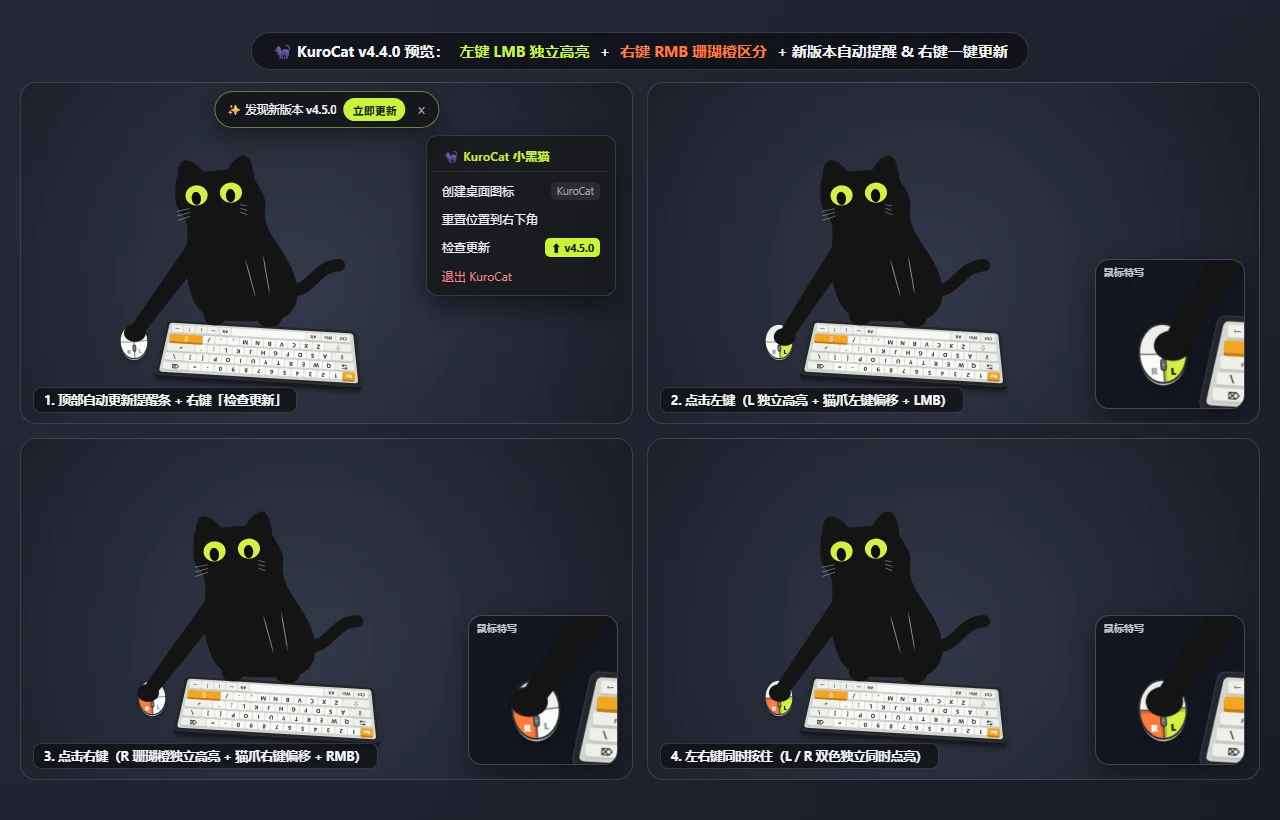 KuroCat v4.4.0 预览： 左键 LMB 独立高亮 + 右键 RMB 珊瑚橙区分 + 新版本自动提醒 & 右键一键更新
✨ 发现新版本 v4.5.0 立即更新 ×
KuroCat 小黑猫
创建桌面图标 KuroCat
重置位置到右下角
检查更新 ⬆ v4.5.0
退出 KuroCat
1. 顶部自动更新提醒条 + 右键「检查更新」
鼠标特写
R L
2. 点击左键（L 独立高亮 + 猫爪左键偏移 + LMB）
鼠标特写
R L
3. 点击右键（R 珊瑚橙独立高亮 + 猫爪右键偏移 + RMB）
鼠标特写
R L
4. 左右键同时按住（L / R 双色独立同时点亮）